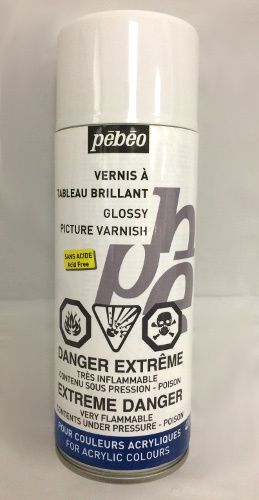 pébéo
VERNIS À
TABLEAU BRILLANT
GLOSSY
PICTURE VARNISH
SANS ACIDE
Acid Free
DANGER EXTRÊME
TRÈS INFLAMMABLE
CONTENU SOUS PRESSION - POISON
EXTREME DANGER
VERY FLAMMABLE
CONTENTS UNDER PRESSURE - POISON
POUR COULEURS ACRYLIQUES
FOR ACRYLIC COLOURS